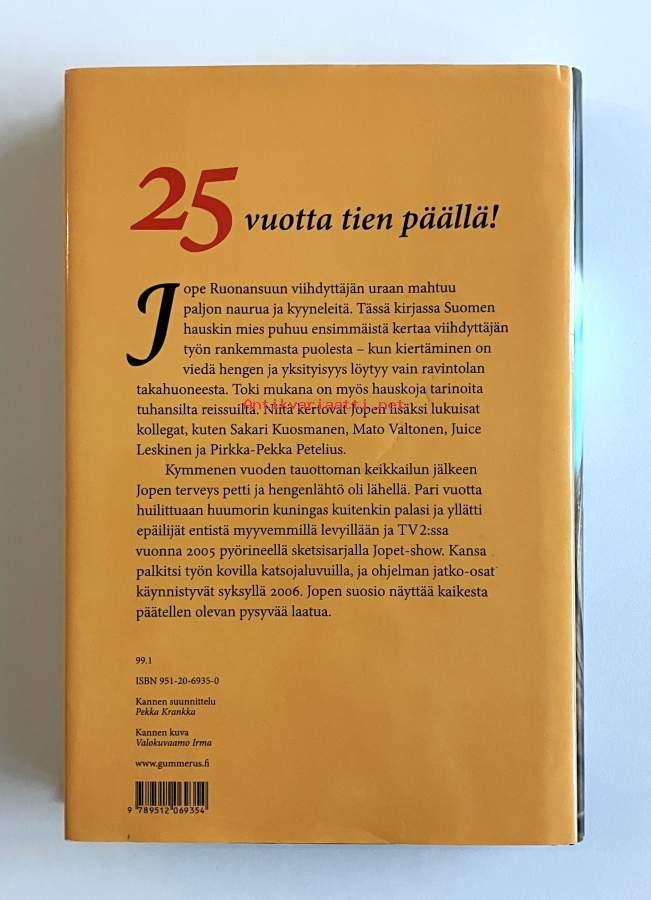 25 vuotta tien päällä!
Jope Ruonansuun viihdyttäjän uraan mahtuu
paljon naurua ja kyyneleitä. Tässä kirjassa Suomen
hauskin mies puhuu ensimmäistä kertaa viihdyttäjän
työn rankemmasta puolesta – kun kiertäminen on
viedä hengen ja yksityisyys löytyy vain ravintolan
takahuoneesta. Toki mukana on myös hauskoja tarinoita
tuhansilta reissuilta. Niitä kertovat Jopen lisäksi lukuisat
Antikvariaatti.net
kollegat, kuten Sakari Kuosmanen, Mato Valtonen, Juice
Leskinen ja Pirkka-Pekka Petelius.
Kymmenen vuoden tauottoman keikkailun jälkeen
Jopen terveys petti ja hengenlähtö oli lähellä. Pari vuotta
huilittuaan huumorin kuningas kuitenkin palasi ja yllätti
epäilijät entistä myyvemmillä levyillään ja TV2:ssa
vuonna 2005 pyörineellä sketsisarjalla Jopet-show. Kansa
palkitsi työn kovilla katsojaluvuilla, ja ohjelman jatko-osat
käynnistyvät syksyllä 2006. Jopen suosio näyttää kaikesta
päätellen olevan pysyvää laatua.
99.1
ISBN 951-20-6935-0
Kannen suunnittelu
Pekka Krankka
Kannen kuva
Valokuvaamo Irma
www.gummerus.fi
9 789512 069354